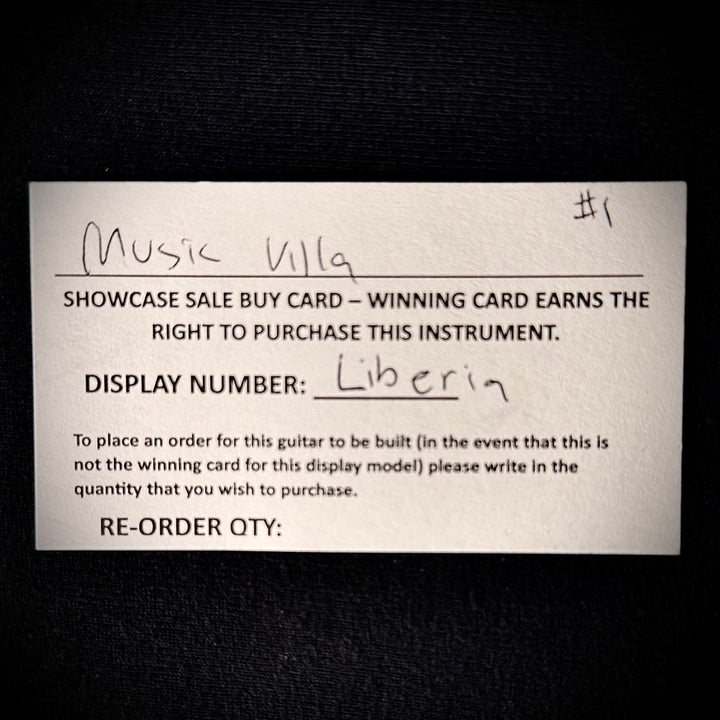 #1
Music Villa
SHOWCASE SALE BUY CARD – WINNING CARD EARNS THE
RIGHT TO PURCHASE THIS INSTRUMENT.
DISPLAY NUMBER: Liberia
To place an order for this guitar to be built (in the event that this is
not the winning card for this display model) please write in the
quantity that you wish to purchase.
RE-ORDER QTY: